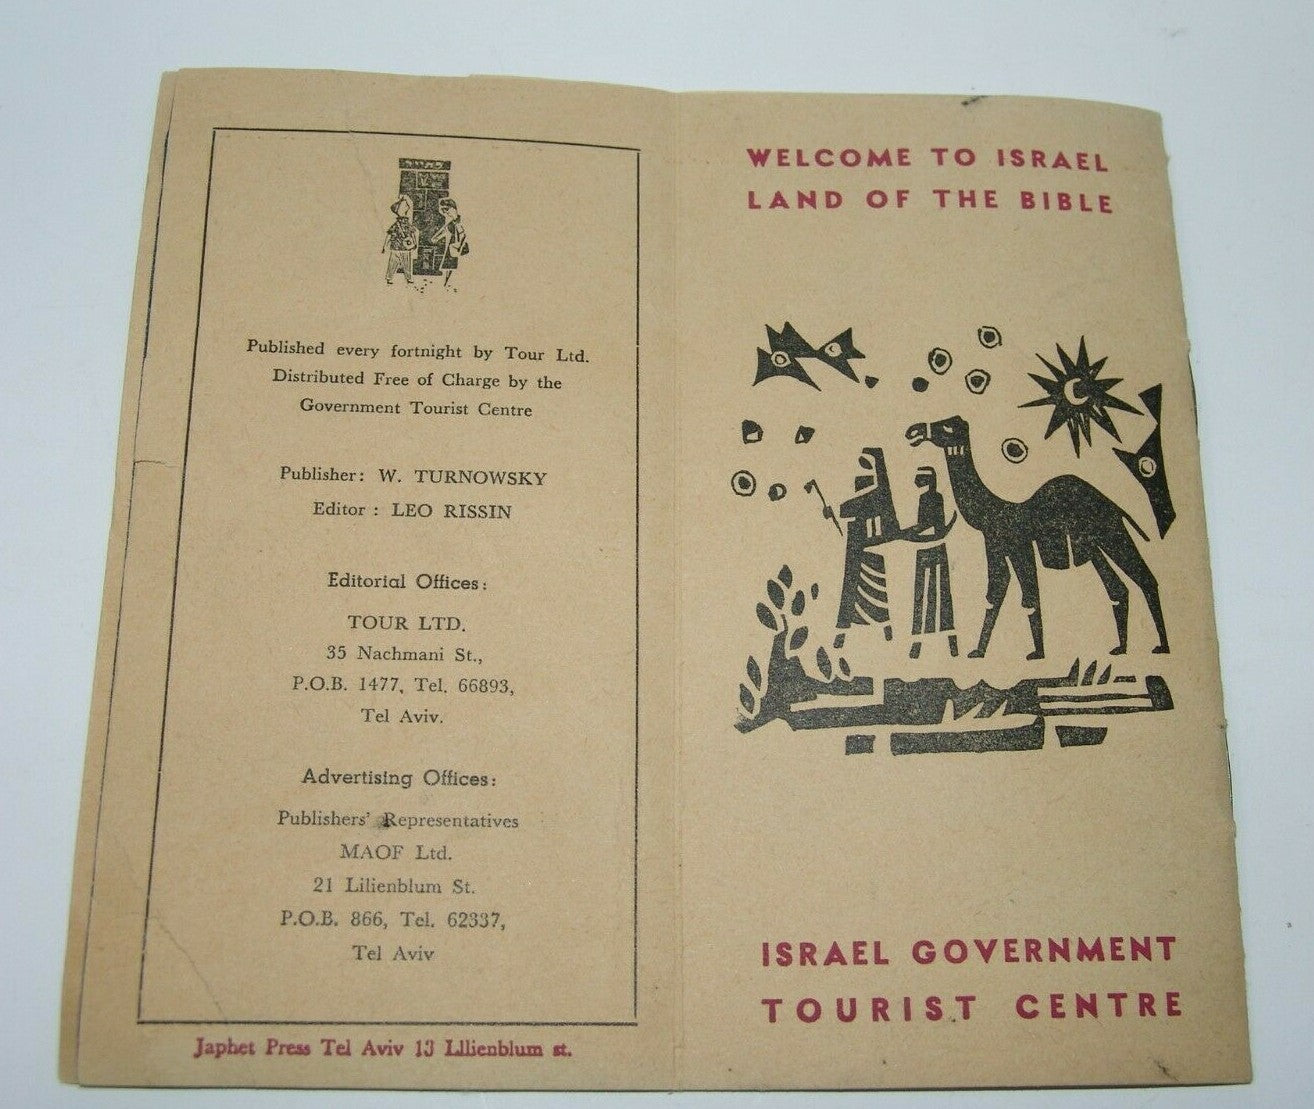 Published every fortnight by Tour Ltd.
Distributed Free of Charge by the
Government Tourist Centre
Publisher: W. TURNOWSKY
Editor : LEO RISSIN
Editorial Offices:
TOUR LTD.
35 Nachmani St.,
P.O.B. 1477, Tel. 66893,
Tel Aviv.
Advertising Offices:
Publishers' Representatives
MAOF Ltd.
21 Lilienblum St.
P.O.B. 866, Tel. 62337,
Tel Aviv
Japhet Press Tel Aviv 13 Lilienblum st.
WELCOME TO ISRAEL
LAND OF THE BIBLE
ISRAEL GOVERNMENT
TOURIST CENTRE